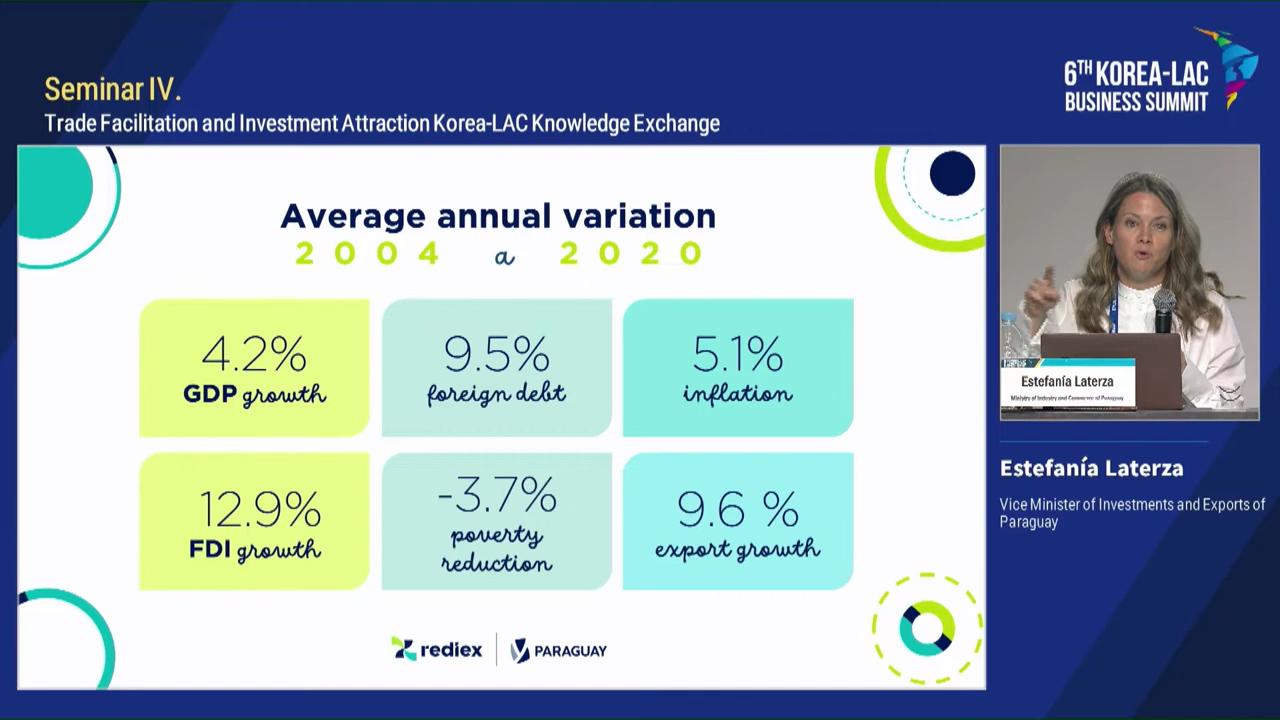 Seminar IV.
Trade Facilitation and Investment Attraction Korea-LAC Knowledge Exchange
6TH KOREA-LAC
BUSINESS SUMMIT
Average annual variation
2004 a 2020
4.2%
GDP growth
9.5%
foreign debt
5.1%
inflation
12.9%
FDI growth
-3.7%
poverty
reduction
9.6 %
export growth
rediex
PARAGUAY
Estefanía Laterza
Ministry of Industry and Commerce of Paraguay
Estefanía Laterza
Vice Minister of Investments and Exports of
Paraguay